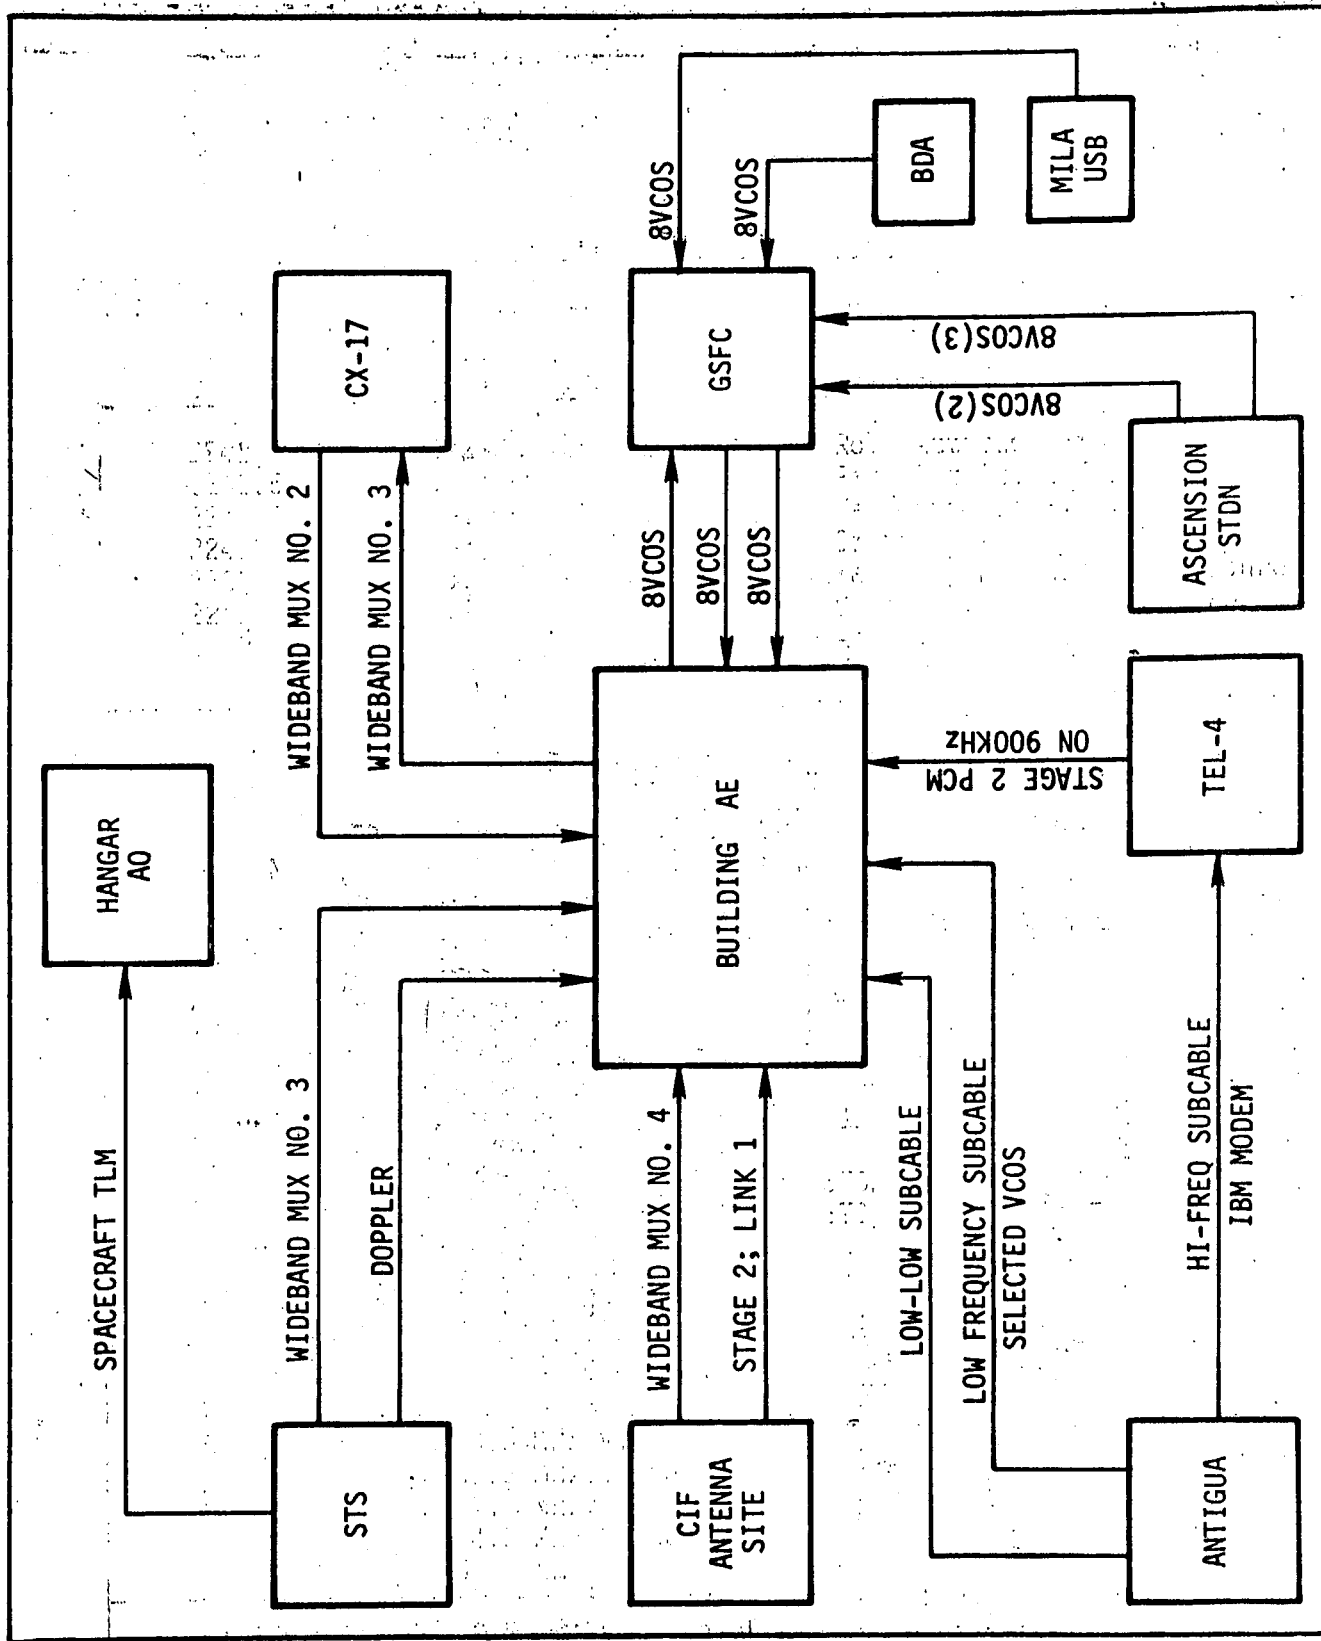 SPACECRAFT TLM
HANGAR
AO
STS
WIDEBAND MUX NO. 3
DOPPLER
WIDEBAND MUX NO. 2
WIDEBAND MUX NO. 3
CX-17
CIF
ANTENNA
SITE
WIDEBAND MUX NO. 4
STAGE 2; LINK 1
BUILDING AE
8VCOS
8VCOS
8VCOS
GSFC
8VCOS
8VCOS
BDA
MILA
USB
LOW-LOW SUBCABLE
LOW FREQUENCY SUBCABLE
SELECTED VCOS
STAGE 2 PCM
ON 900KHz
8VCOS(2)
8VCOS(3)
ANTIGUA
HI-FREQ SUBCABLE
IBM MODEM
TEL-4
ASCENSION
STDN